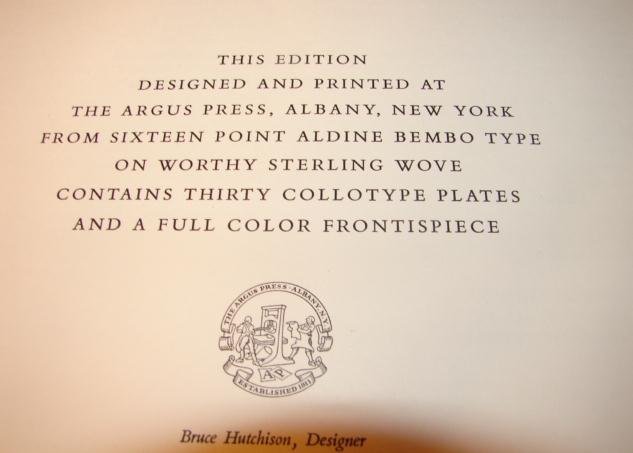 THIS EDITION
DESIGNED AND PRINTED AT
THE ARGUS PRESS, ALBANY, NEW YORK
FROM SIXTEEN POINT ALDINE BEMBO TYPE
ON WORTHY STERLING WOVE
CONTAINS THIRTY COLLOTYPE PLATES
AND A FULL COLOR FRONTISPIECE
THE ARGUS PRESS · ALBANY, N.Y.
A P
ESTABLISHED 1813
Bruce Hutchison, Designer